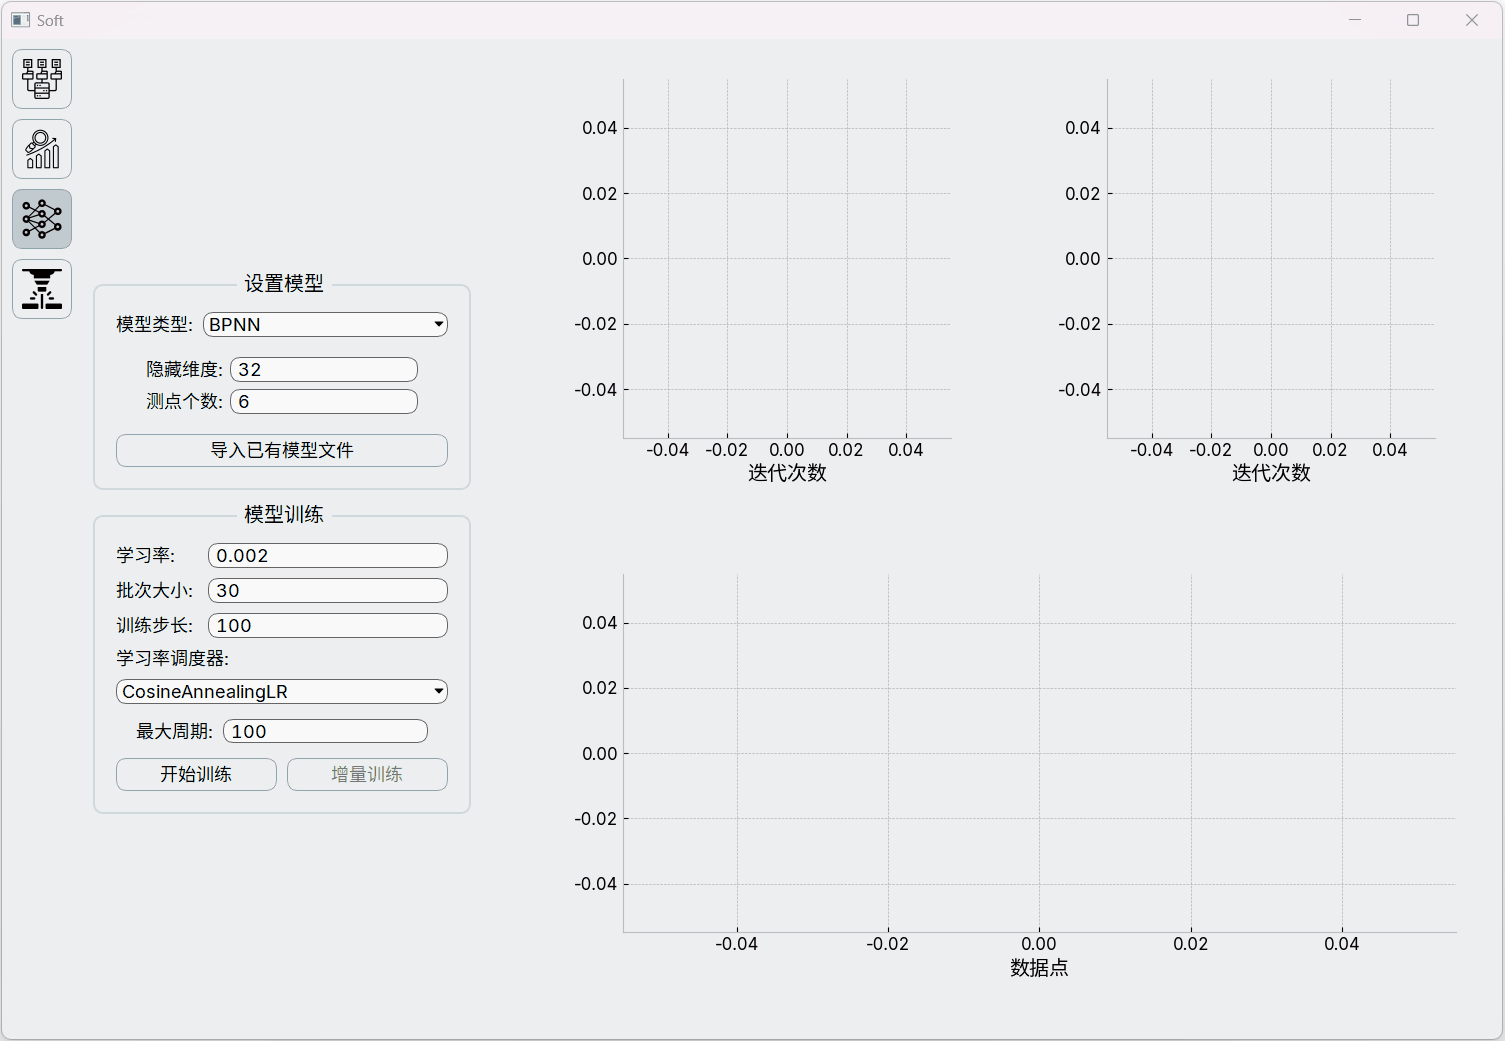 Soft
设置模型
模型类型: BPNN
隐藏维度: 32
测点个数: 6
导入已有模型文件
模型训练
学习率: 0.002
批次大小: 30
训练步长: 100
学习率调度器:
CosineAnnealingLR
最大周期: 100
开始训练 增量训练
0.04
0.02
0.00
-0.02
-0.04
-0.04 -0.02 0.00 0.02 0.04
迭代次数
0.04
0.02
0.00
-0.02
-0.04
-0.04 -0.02 0.00 0.02 0.04
迭代次数
0.04
0.02
0.00
-0.02
-0.04
-0.04 -0.02 0.00 0.02 0.04
数据点